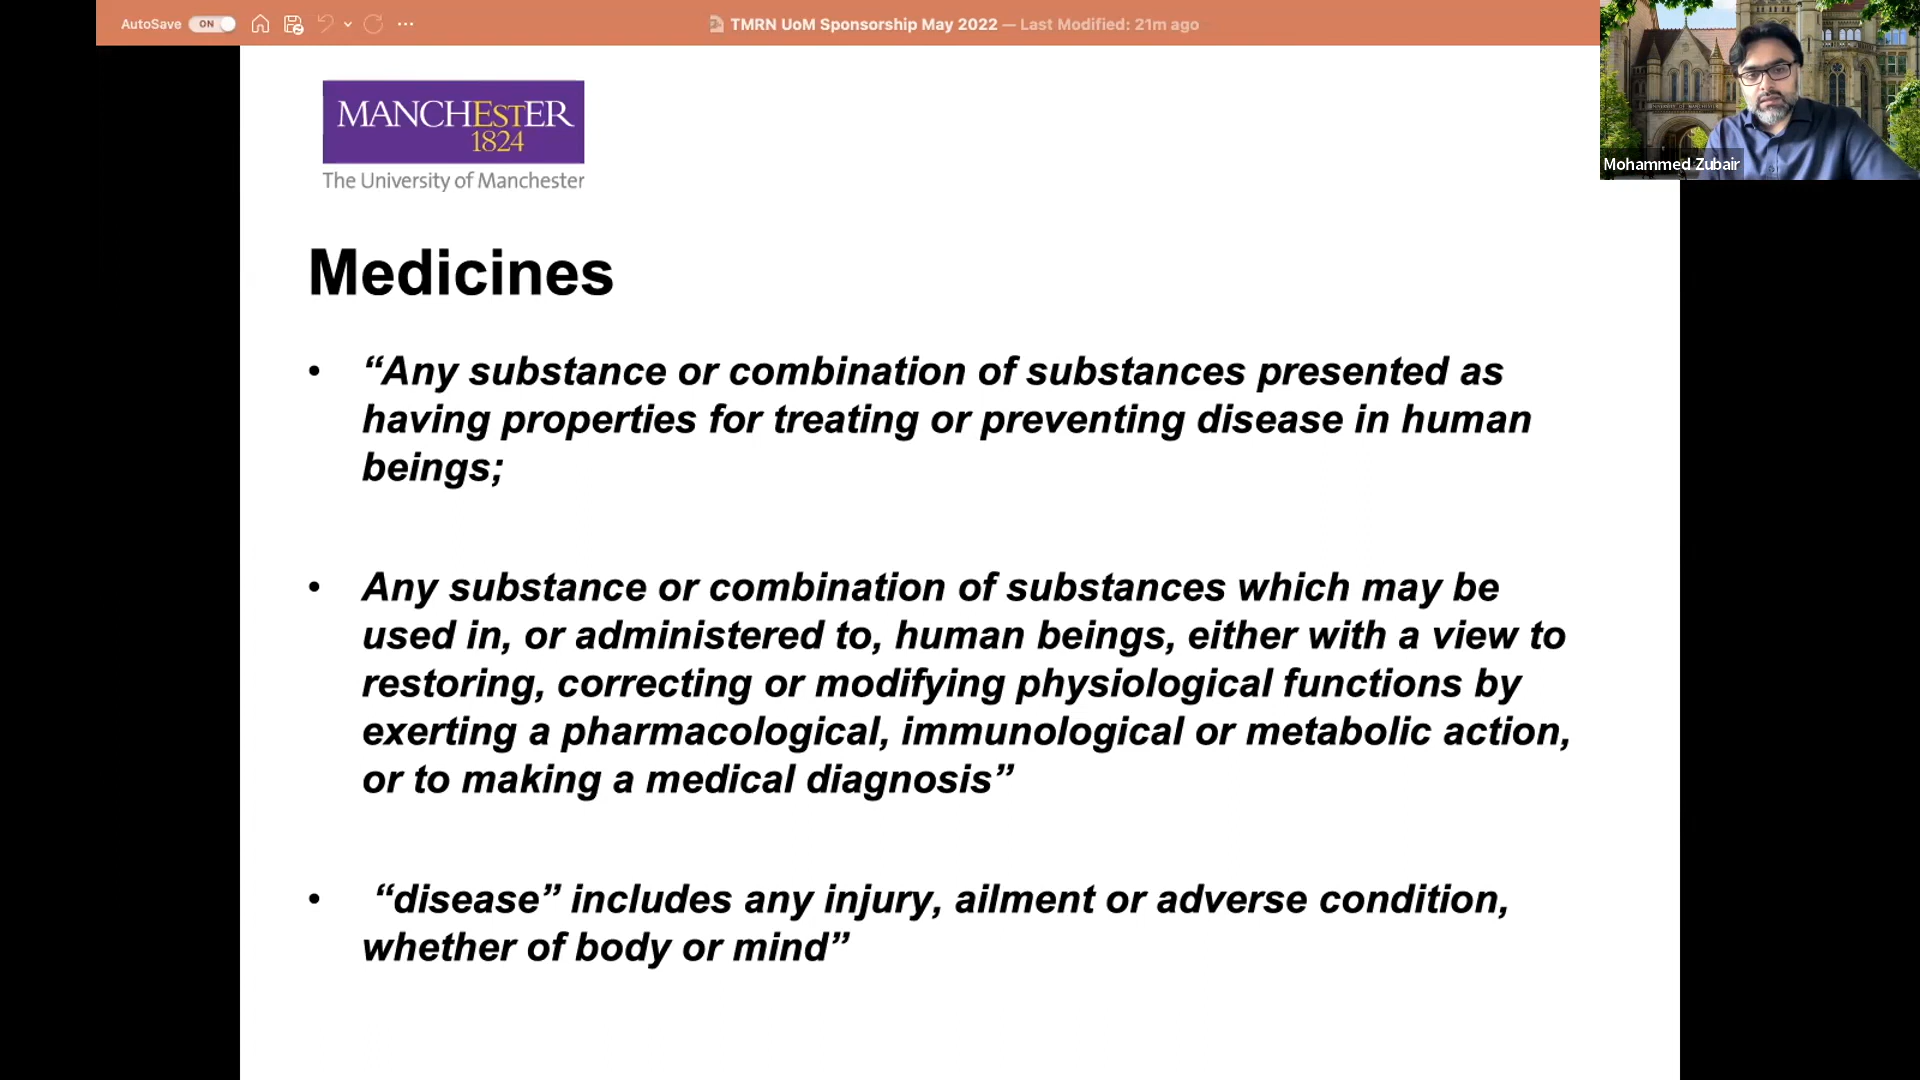 AutoSave ON
TMRN UoM Sponsorship May 2022 — Last Modified: 21m ago
MANCHESTER
1824
The University of Manchester
Mohammed Zubair
Medicines
• “Any substance or combination of substances presented as
having properties for treating or preventing disease in human
beings;
• Any substance or combination of substances which may be
used in, or administered to, human beings, either with a view to
restoring, correcting or modifying physiological functions by
exerting a pharmacological, immunological or metabolic action,
or to making a medical diagnosis”
• “disease” includes any injury, ailment or adverse condition,
whether of body or mind”